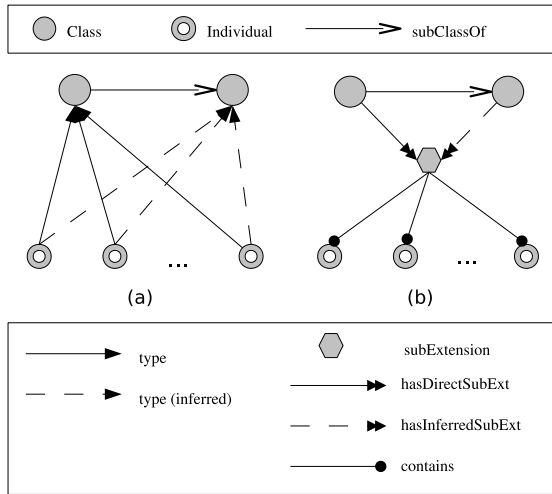 Class Individual subClassOf
... ...
(a) (b)
type
type (inferred)
subExtension
hasDirectSubExt
hasInferredSubExt
contains